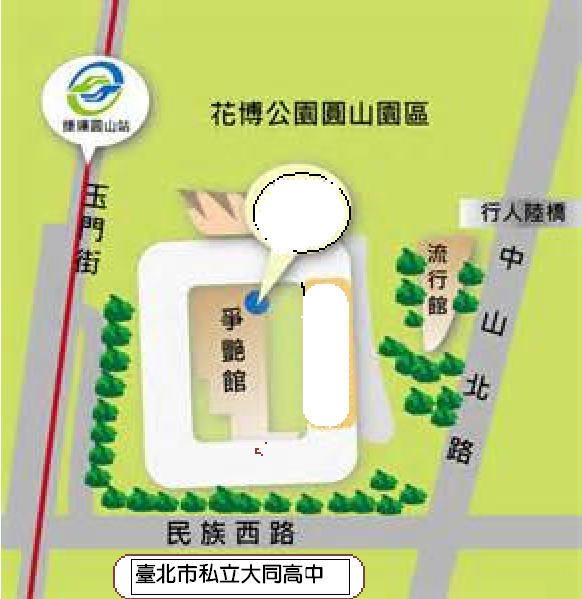 花博公園圓山園區
捷運圓山站
玉門街
行人陸橋
流行館
中山北路
爭艷館
民族西路
臺北市私立大同高中